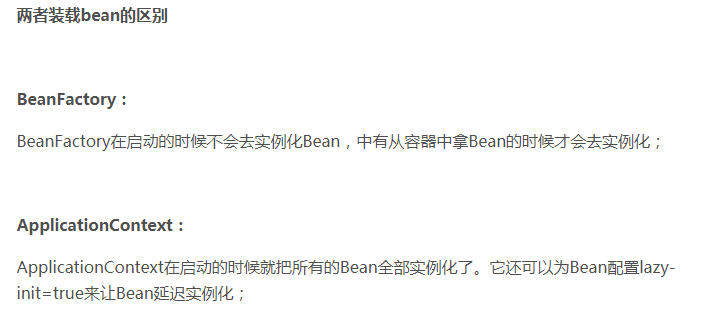 两者装载bean的区别
BeanFactory：
BeanFactory在启动的时候不会去实例化Bean，中有从容器中拿Bean的时候才会去实例化；
ApplicationContext：
ApplicationContext在启动的时候就把所有的Bean全部实例化了。它还可以为Bean配置lazy-
init=true来让Bean延迟实例化；